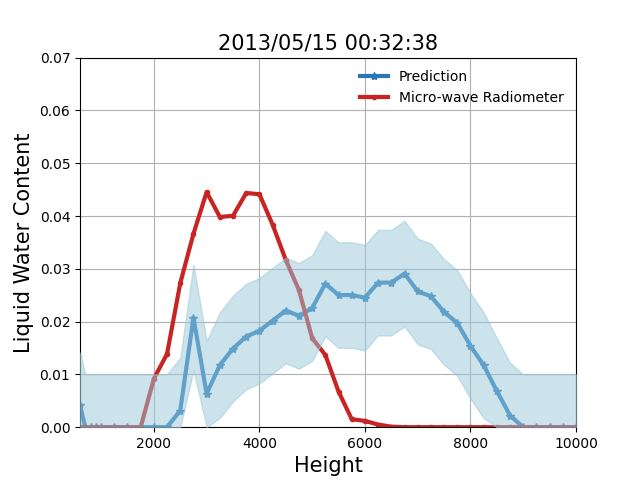 2013/05/15 00:32:38
Prediction
Micro-wave Radiometer
Liquid Water Content
0.07
0.06
0.05
0.04
0.03
0.02
0.01
0.00
2000 4000 6000 8000 10000
Height